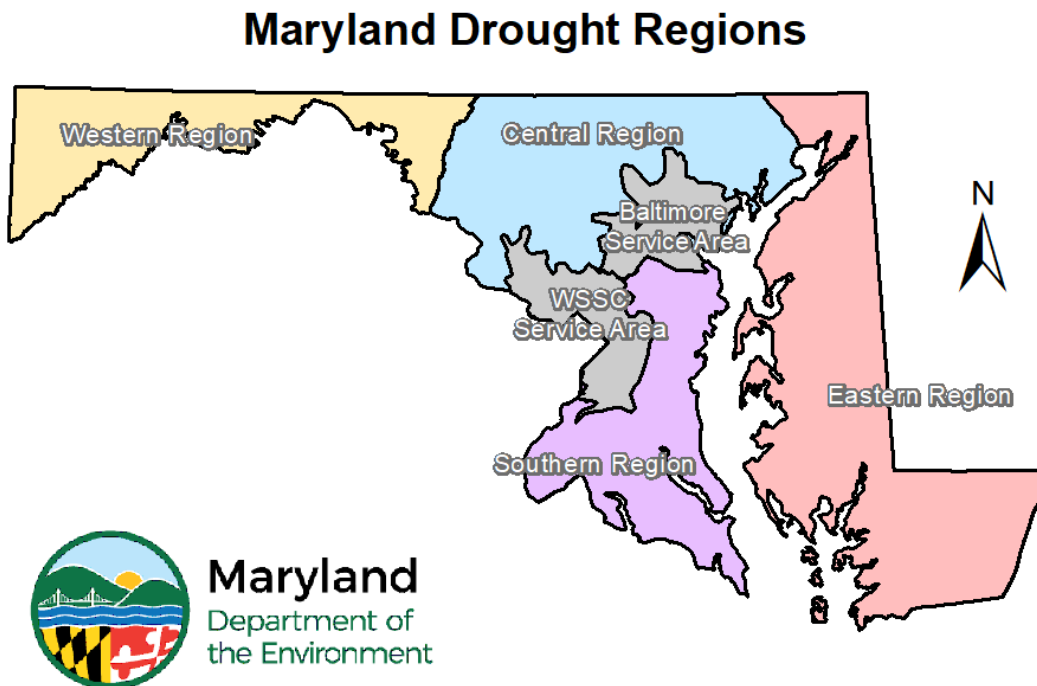 Maryland Drought Regions
Western Region
Central Region
Baltimore
Service Area
N
WSSC
Service Area
Eastern Region
Southern Region
Maryland
Department of
the Environment